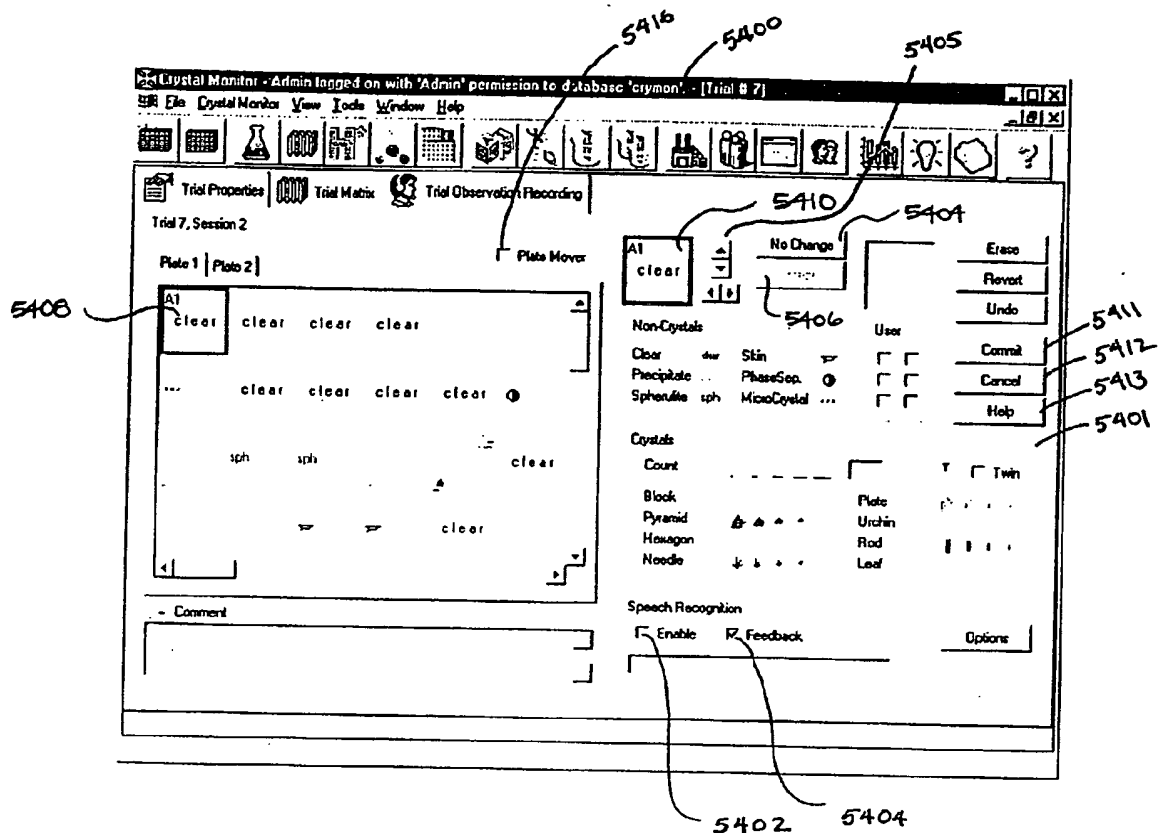 5416 5400 5405
Crystal Monitor - 'Admin logged on with 'Admin' permission to database 'crymon'. - [Trial # 7]
File Crystal Monitor View Tools Window Help
Trial Properties Trial Matrix Trial Observation Recording
5410 5404
Trial 7, Session 2
Plate Mover
A1 clear
No Change
Erase
Revert
Undo
Plate 1 Plate 2
5408
A1
clear clear clear clear
5406
Non-Crystals User
Clear clear Skin
Precipitate PhaseSep.
Spherulite sph MicroCrystal
Commit 5411
Cancel 5412
Help 5413
5401
clear clear clear clear
sph sph clear
clear
Crystals
Count Twin
Block Plate
Pyramid Urchin
Hexagon Rod
Needle Leaf
Comment
Speech Recognition
Enable Feedback Options
5402 5404